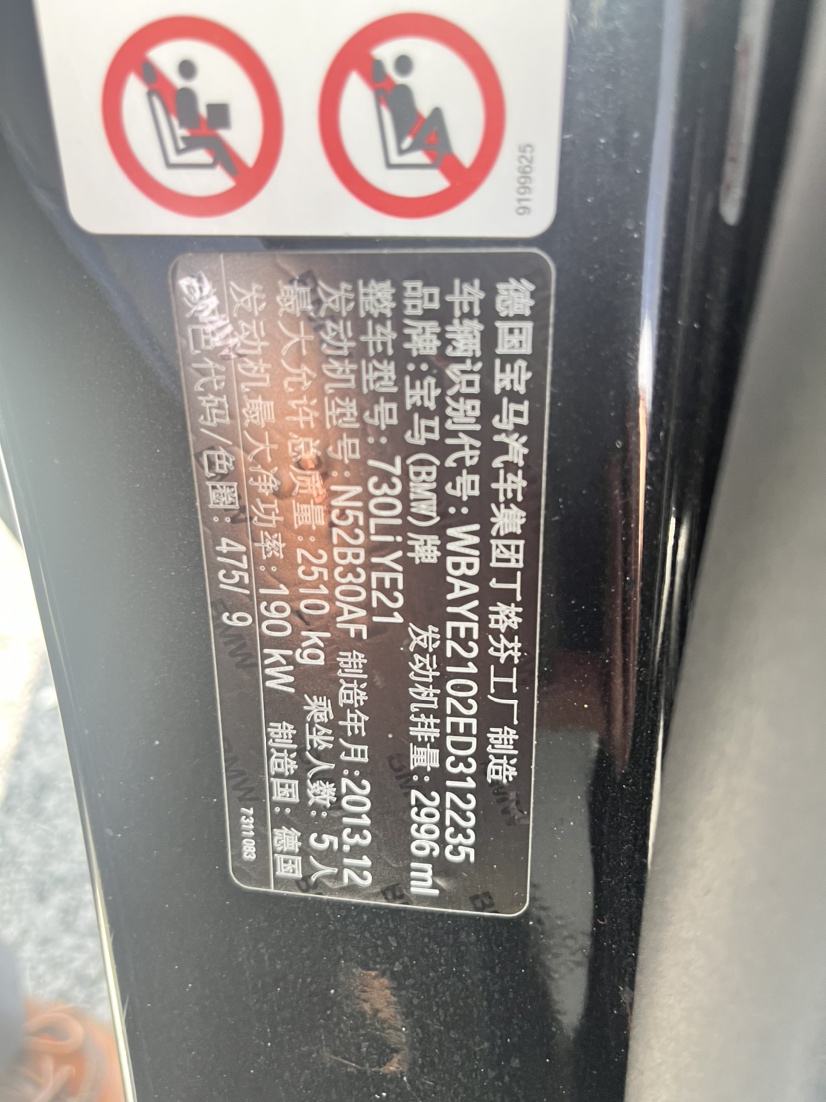 9199625
德国宝马汽车集团丁格芬工厂制造
车辆识别代号: WBAYE2102ED312235
品牌:宝马(BMW)牌 发动机排量: 2996 ml
整车型号: 730Li YE21
发动机型号: N52B30AF 制造年月:2013.12
最大允许总质量: 2510 kg 乘坐人数: 5 人
发动机最大净功率: 190 kW 制造国: 德国
颜色代码/色圈: 475/ 9
7311083